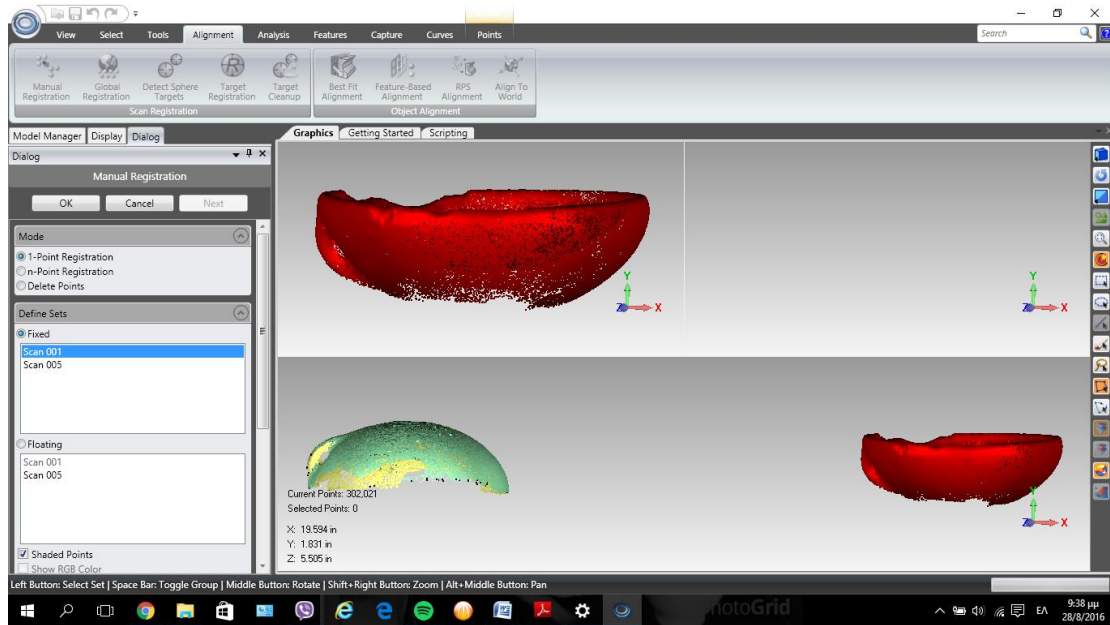 View Select Tools Alignment Analysis Features Capture Curves Points
Search
Manual Registration
Global Registration
Detect Sphere Targets
Target Registration
Target Cleanup
Best Fit Alignment
Feature-Based Alignment
RPS Alignment
Align To World
Scan Registration
Object Alignment
Model Manager Display Dialog
Graphics Getting Started Scripting
Dialog
Manual Registration
OK Cancel Next
Mode
1-Point Registration
n-Point Registration
Delete Points
Define Sets
Fixed
Scan 001
Scan 005
Floating
Scan 001
Scan 005
Shaded Points
Show RGB Color
Y
Z X
Y
Z X
Current Points: 302,021
Selected Points: 0
X: 19.594 in
Y: 1.831 in
Z: 5.505 in
Y
Z X
Left Button: Select Set | Space Bar: Toggle Group | Middle Button: Rotate | Shift+Right Button: Zoom | Alt+Middle Button: Pan
ΕΛ
9:38 μμ
28/8/2016